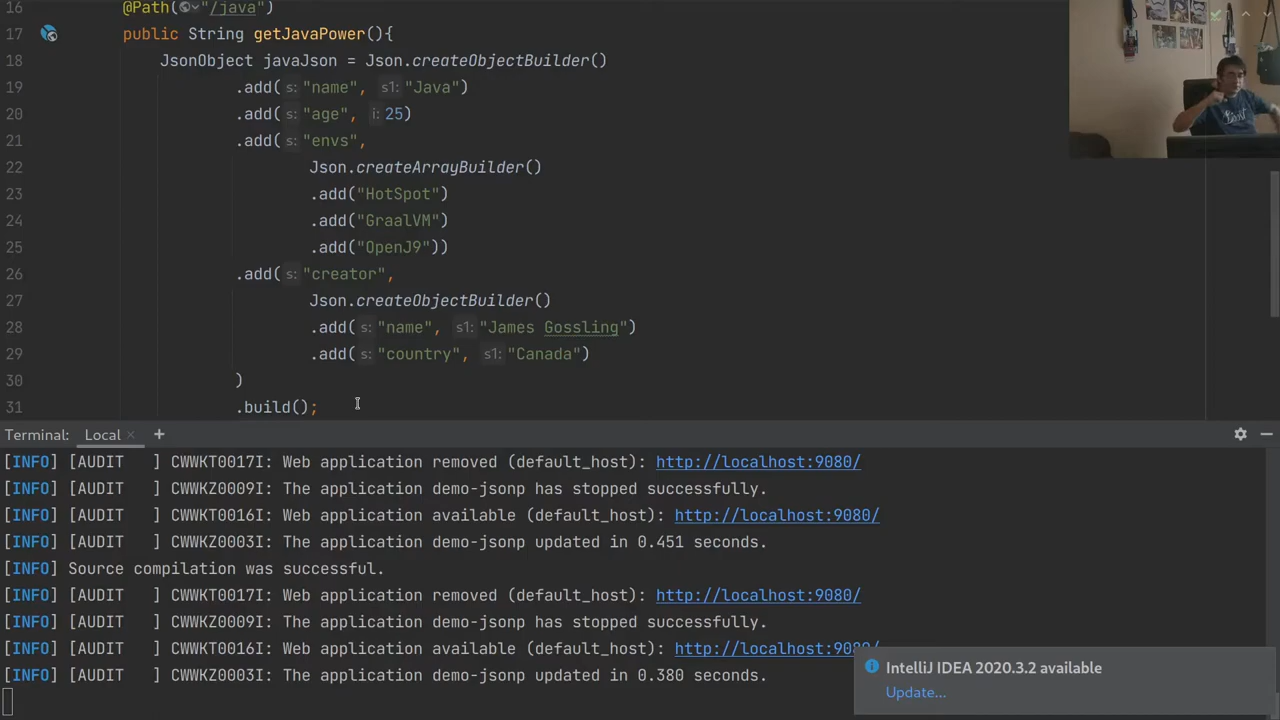 16 @Path("/java")
17 public String getJavaPower(){
18 JsonObject javaJson = Json.createObjectBuilder()
19 .add( s: "name", s1: "Java")
20 .add( s: "age", i: 25)
21 .add( s: "envs",
22 Json.createArrayBuilder()
23 .add("HotSpot")
24 .add("GraalVM")
25 .add("OpenJ9"))
26 .add( s: "creator",
27 Json.createObjectBuilder()
28 .add( s: "name", s1: "James Gossling")
29 .add( s: "country", s1: "Canada")
30 )
31 .build();
Terminal: Local × +
[INFO] [AUDIT   ] CWWKT0017I: Web application removed (default_host): http://localhost:9080/
[INFO] [AUDIT   ] CWWKZ0009I: The application demo-jsonp has stopped successfully.
[INFO] [AUDIT   ] CWWKT0016I: Web application available (default_host): http://localhost:9080/
[INFO] [AUDIT   ] CWWKZ0003I: The application demo-jsonp updated in 0.451 seconds.
[INFO] Source compilation was successful.
[INFO] [AUDIT   ] CWWKT0017I: Web application removed (default_host): http://localhost:9080/
[INFO] [AUDIT   ] CWWKZ0009I: The application demo-jsonp has stopped successfully.
[INFO] [AUDIT   ] CWWKT0016I: Web application available (default_host): http://localhost:9080/
[INFO] [AUDIT   ] CWWKZ0003I: The application demo-jsonp updated in 0.380 seconds.
IntelliJ IDEA 2020.3.2 available
Update...